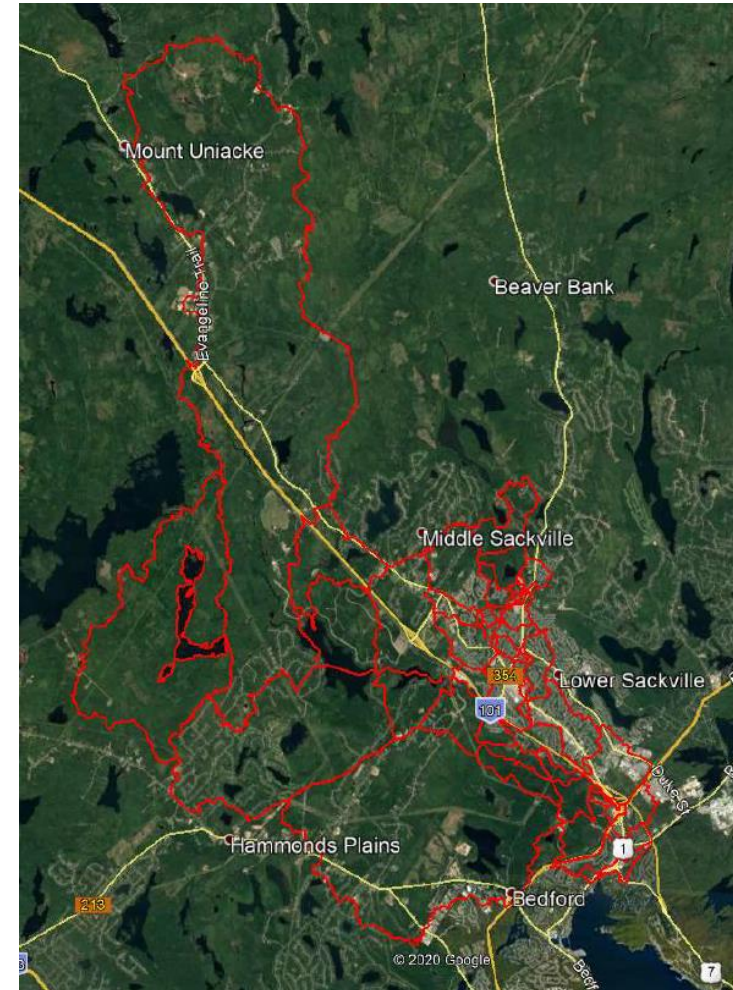 Mount Uniacke
Beaver Bank
Evangeline Trail
Middle Sackville
354
Lower Sackville
101
Duke St
1
Hammonds Plains
Bedford
213
© 2020 Google
7